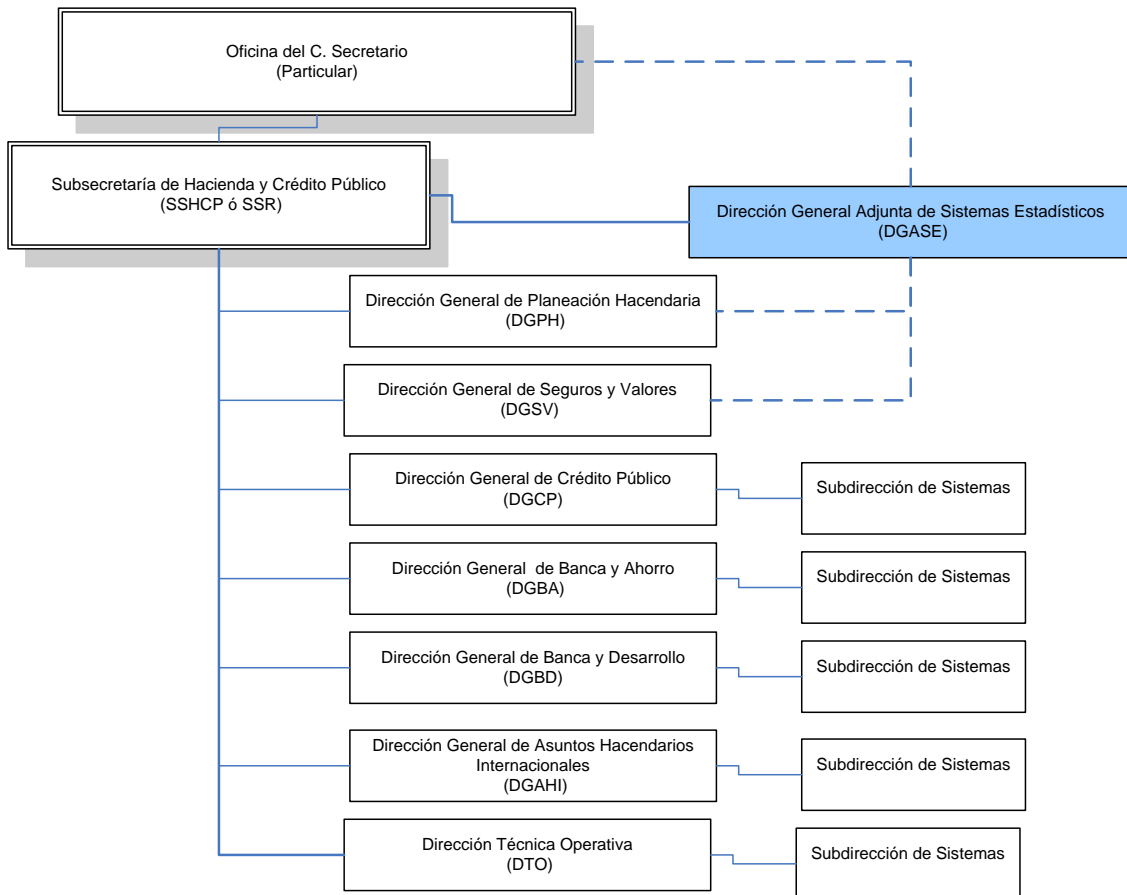 Oficina del C. Secretario
(Particular)
Subsecretaría de Hacienda y Crédito Público
(SSHCP ó SSR)
Dirección General Adjunta de Sistemas Estadísticos
(DGASE)
Dirección General de Planeación Hacendaria
(DGPH)
Dirección General de Seguros y Valores
(DGSV)
Dirección General de Crédito Público
(DGCP)
Subdirección de Sistemas
Dirección General de Banca y Ahorro
(DGBA)
Subdirección de Sistemas
Dirección General de Banca y Desarrollo
(DGBD)
Subdirección de Sistemas
Dirección General de Asuntos Hacendarios
Internacionales
(DGAHI)
Subdirección de Sistemas
Dirección Técnica Operativa
(DTO)
Subdirección de Sistemas